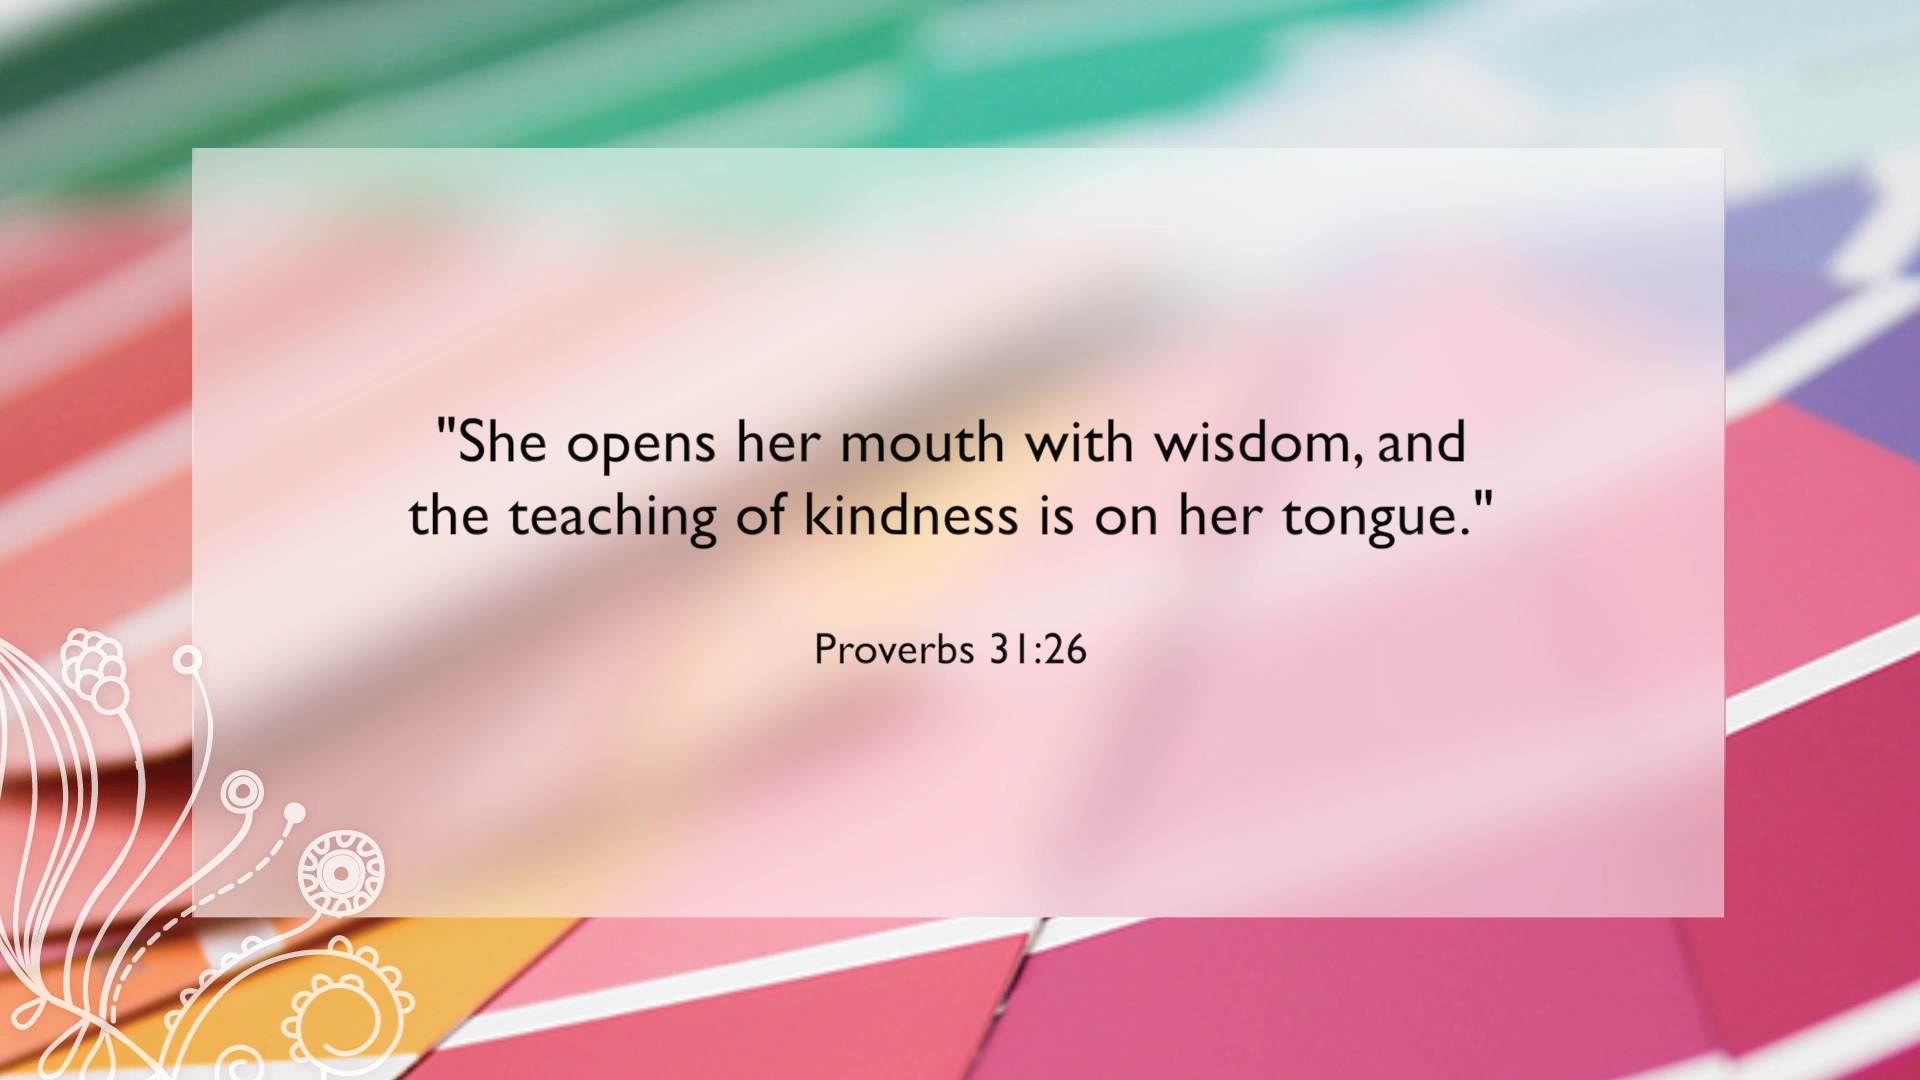 "She opens her mouth with wisdom, and
the teaching of kindness is on her tongue."
Proverbs 31:26